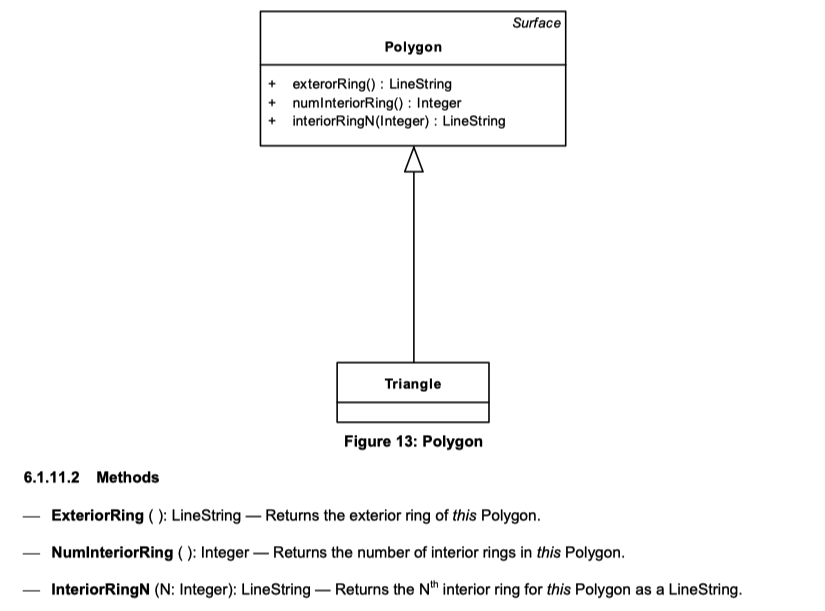 Surface
Polygon
+ exterorRing() : LineString
+ numInteriorRing() : Integer
+ interiorRingN(Integer) : LineString
Triangle
Figure 13: Polygon
6.1.11.2 Methods
— ExteriorRing ( ): LineString — Returns the exterior ring of this Polygon.
— NumInteriorRing ( ): Integer — Returns the number of interior rings in this Polygon.
— InteriorRingN (N: Integer): LineString — Returns the Nth interior ring for this Polygon as a LineString.